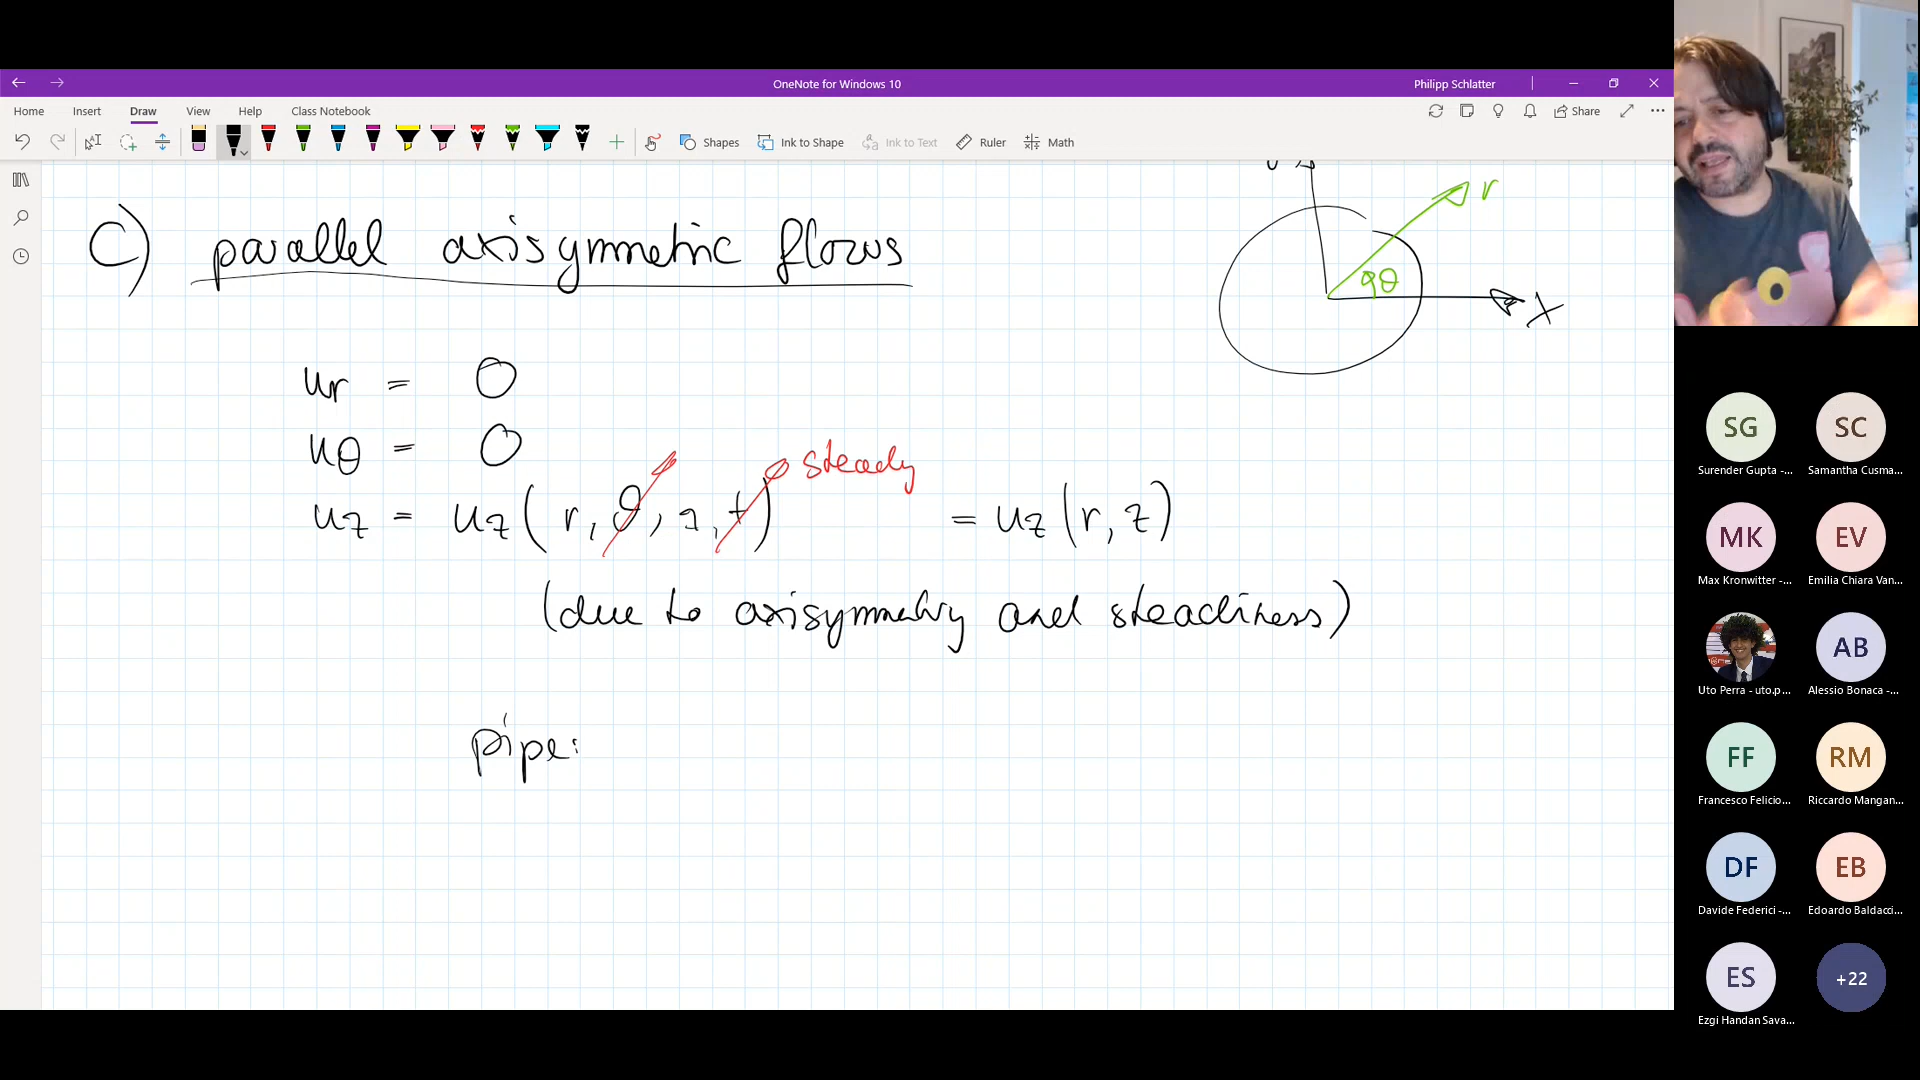 OneNote for Windows 10
Philipp Schlatter
Home Insert Draw View Help Class Notebook
Share
Shapes Ink to Shape Ink to Text Ruler Math
C) parallel axisymmetric flows
r
θ
x
ur = 0
uθ = 0
steady
uz = uz(r, θ, z, t) = uz(r, z)
(due to axisymmetry and steadiness)
pipe:
SG SC
Surender Gupta -... Samantha Cusma...
MK EV
Max Kronwitter -... Emilia Chiara Van...
AB
Uto Perra - uto.p... Alessio Bonaca -...
FF RM
Francesco Felicio... Riccardo Mangan...
DF EB
Davide Federici -... Edoardo Baldacci...
ES +22
Ezgi Handan Sava...